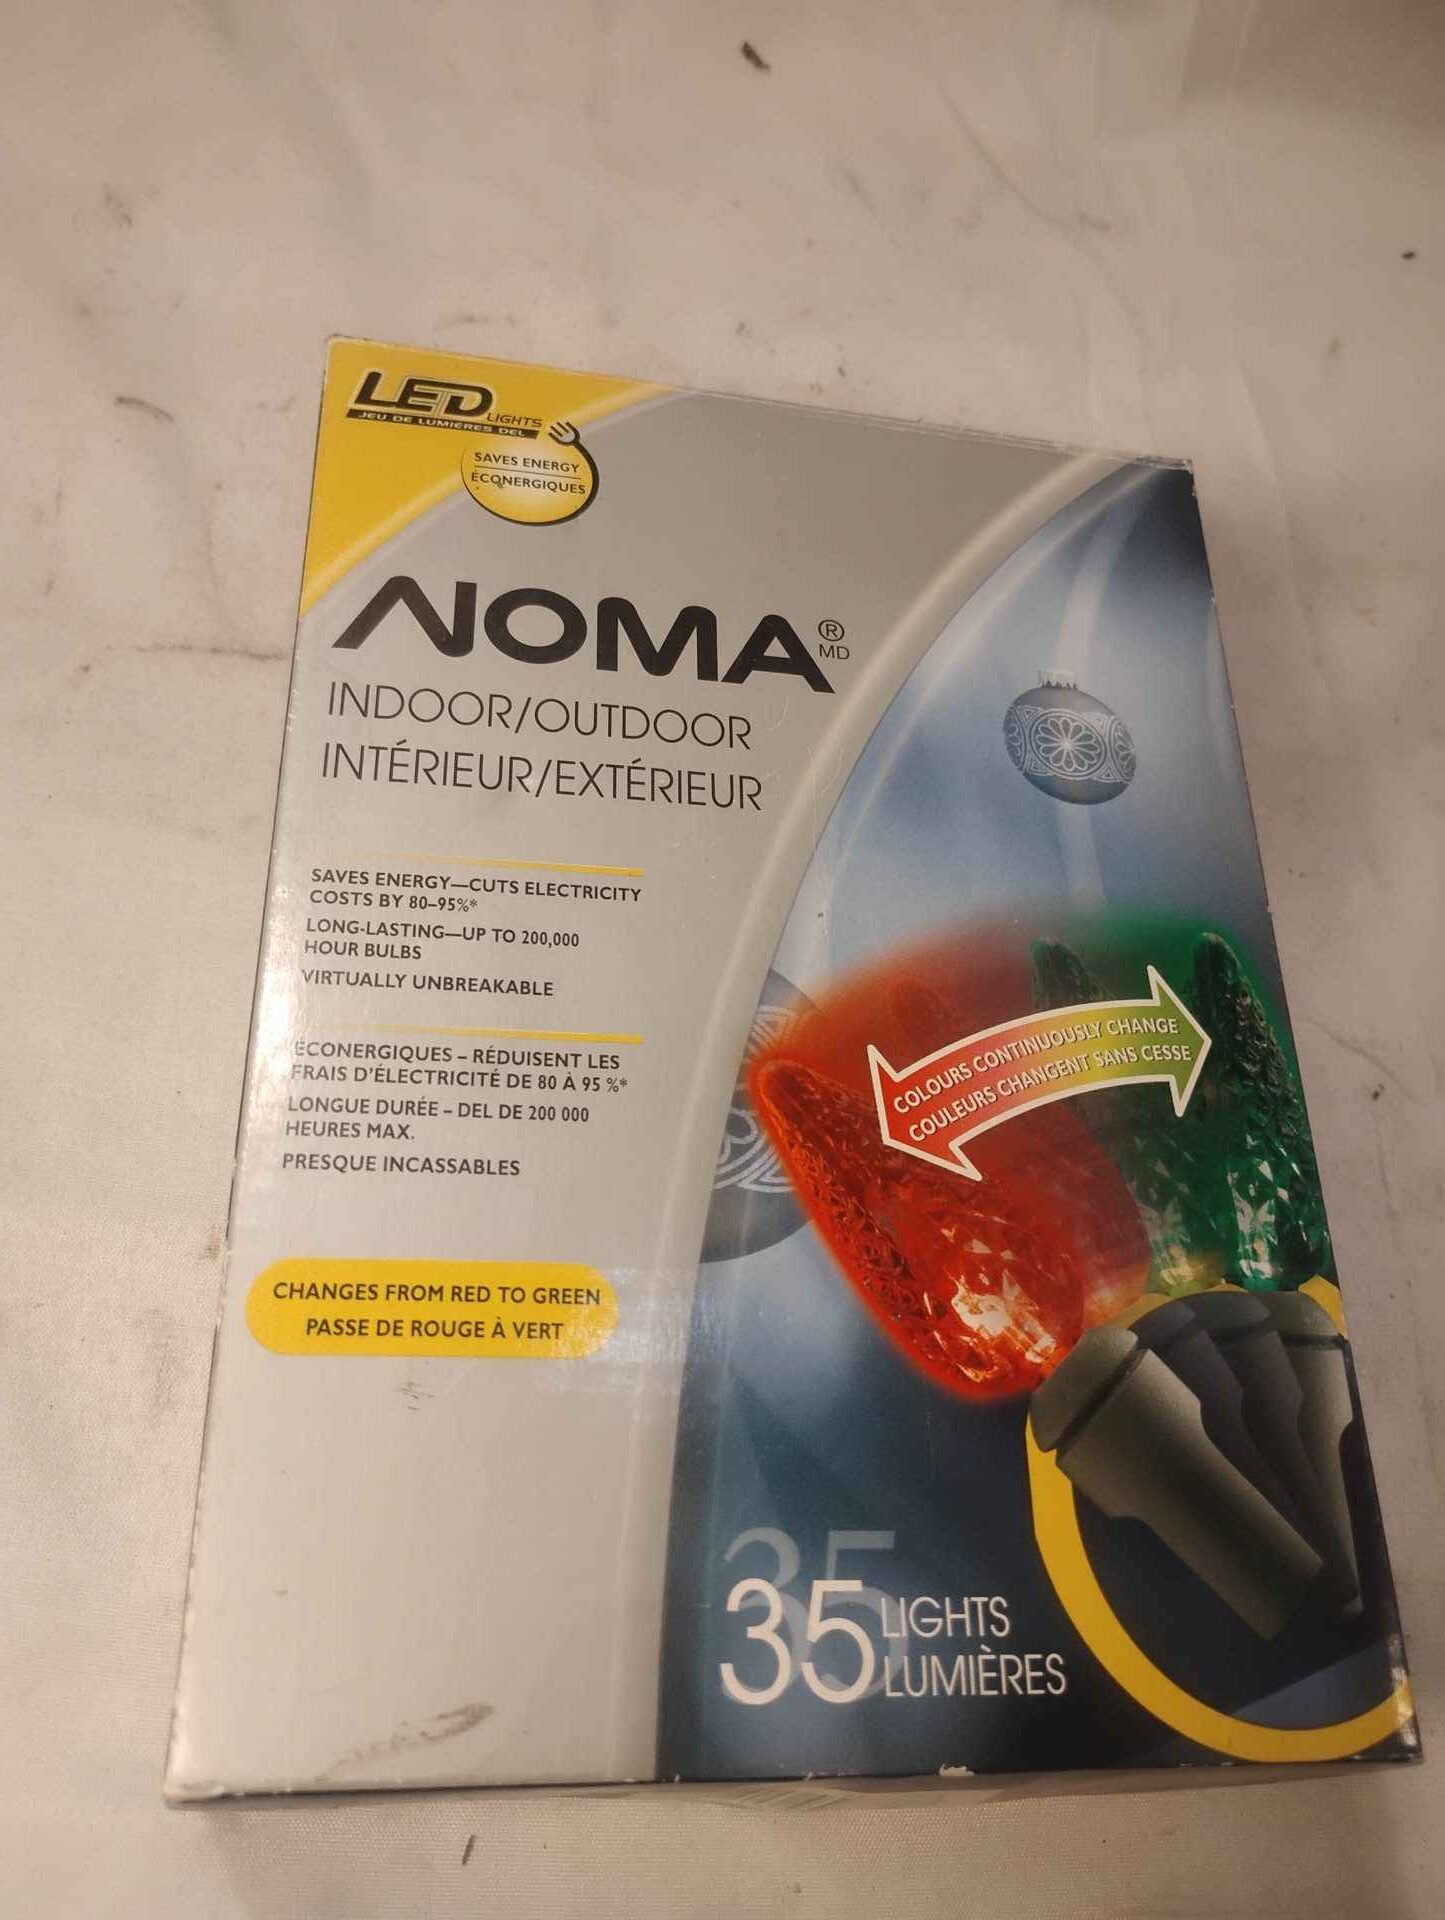 LED LIGHTS
JEU DE LUMIÈRES DEL
SAVES ENERGY
ÉCONERGIQUES
NOMA®
MD
INDOOR/OUTDOOR
INTÉRIEUR/EXTÉRIEUR
SAVES ENERGY—CUTS ELECTRICITY
COSTS BY 80–95%*
LONG-LASTING—UP TO 200,000
HOUR BULBS
VIRTUALLY UNBREAKABLE
ÉCONERGIQUES – RÉDUISENT LES
FRAIS D'ÉLECTRICITÉ DE 80 À 95 %*
LONGUE DURÉE – DEL DE 200 000
HEURES MAX.
PRESQUE INCASSABLES
COLOURS CONTINUOUSLY CHANGE
COULEURS CHANGENT SANS CESSE
CHANGES FROM RED TO GREEN
PASSE DE ROUGE À VERT
35 LIGHTS
LUMIÈRES